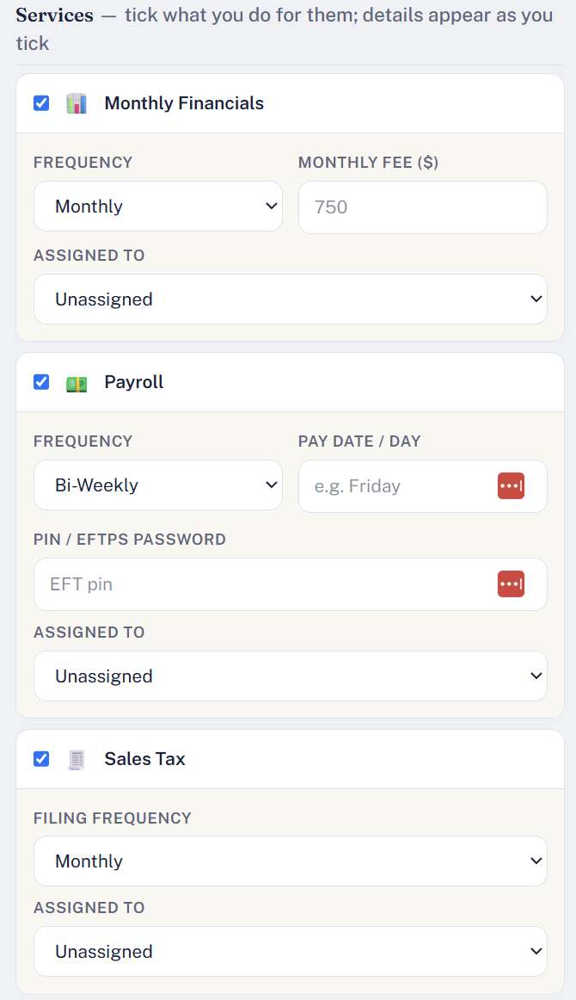 Services — tick what you do for them; details appear as you
tick
Monthly Financials
FREQUENCY
MONTHLY FEE ($)
Monthly
750
ASSIGNED TO
Unassigned
Payroll
FREQUENCY
PAY DATE / DAY
Bi-Weekly
e.g. Friday
PIN / EFTPS PASSWORD
EFT pin
ASSIGNED TO
Unassigned
Sales Tax
FILING FREQUENCY
Monthly
ASSIGNED TO
Unassigned